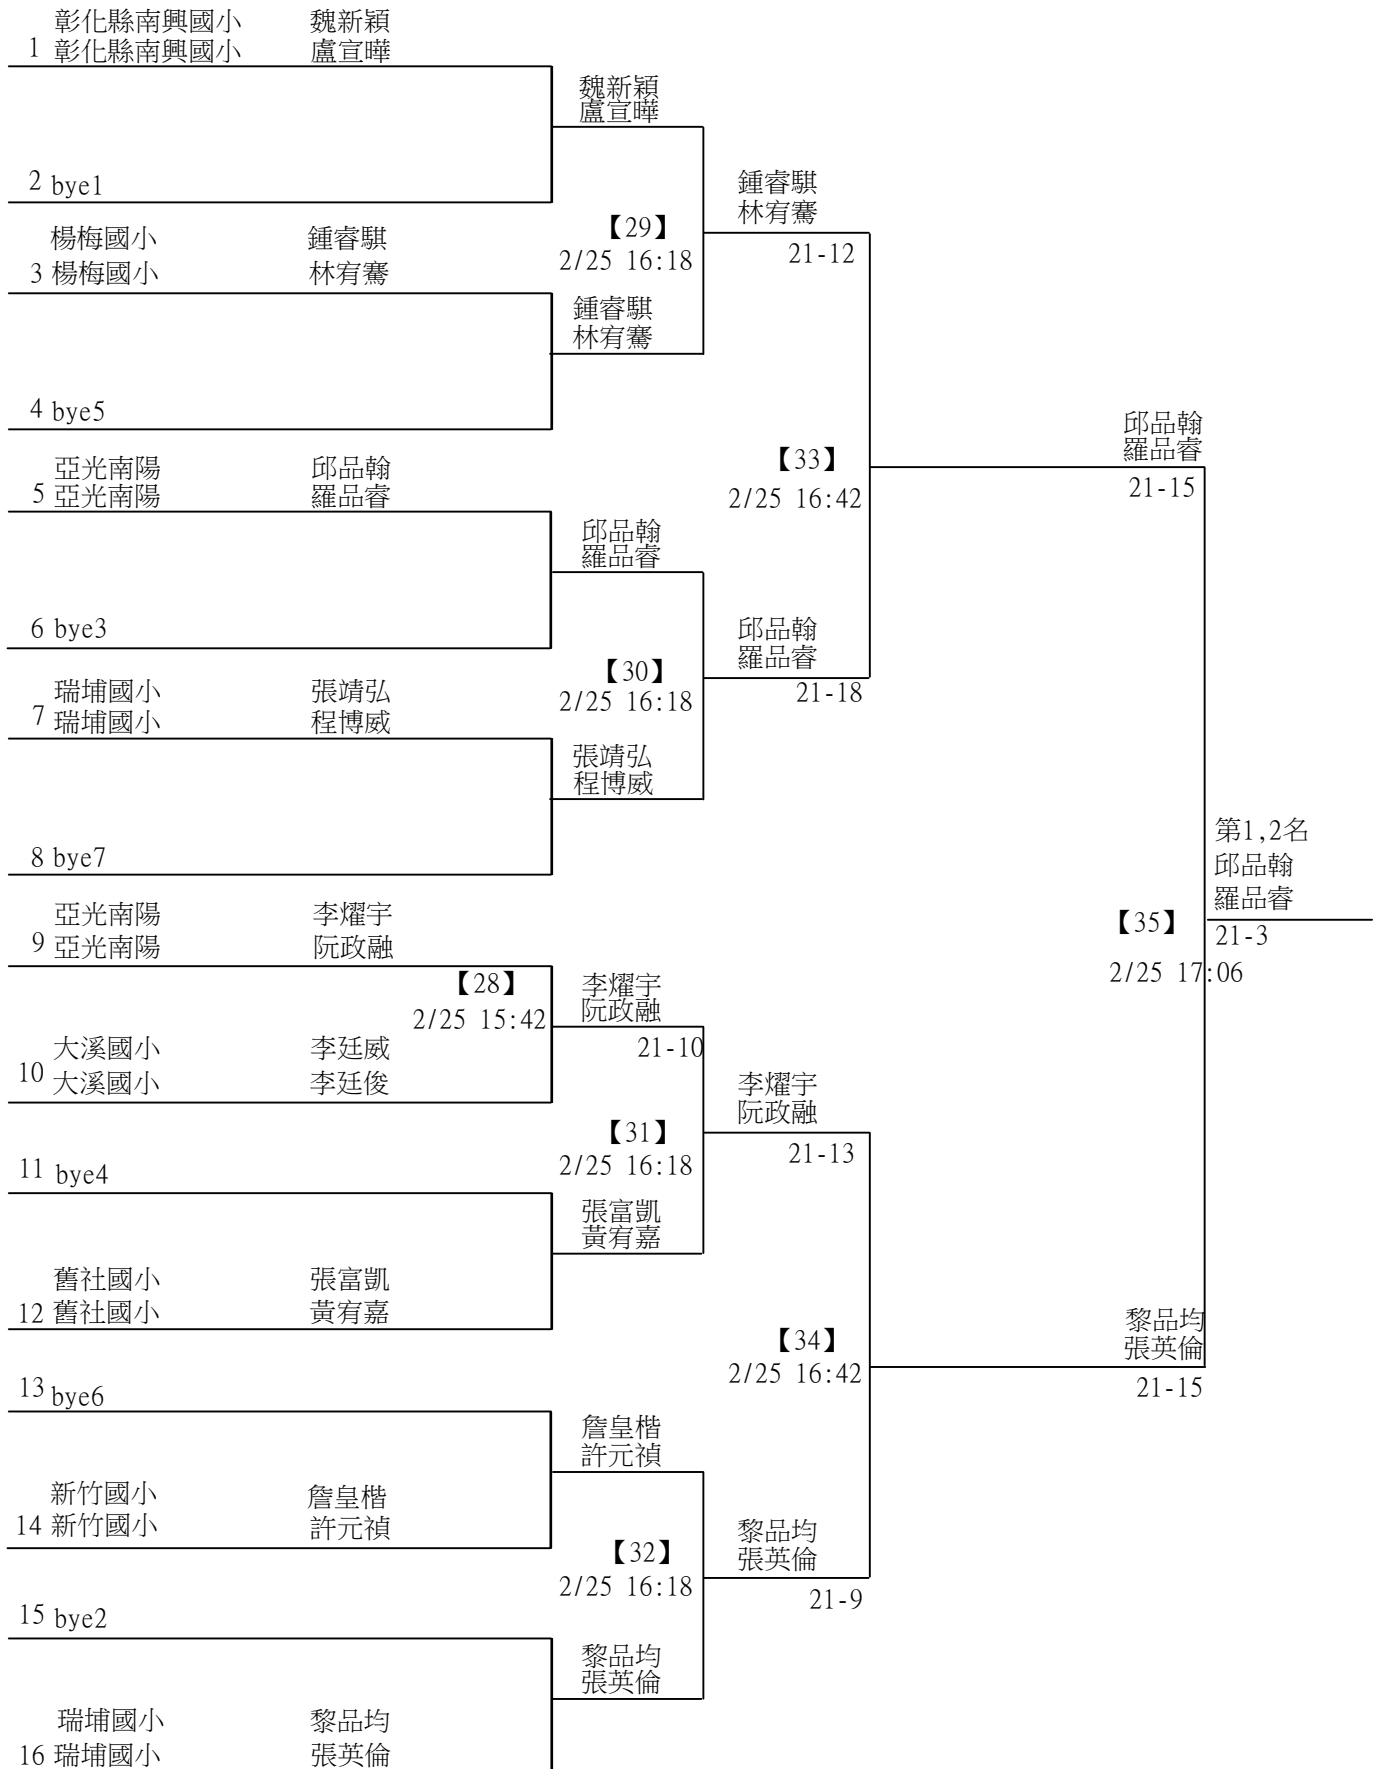 彰化縣南興國小 魏新穎
1 彰化縣南興國小 盧宣曄
魏新穎
盧宣曄
2 bye1
鍾睿騏
林宥騫
【29】
2/25 16:18
21-12
楊梅國小 鍾睿騏
3 楊梅國小 林宥騫
鍾睿騏
林宥騫
4 bye5
邱品翰
羅品睿
21-15
【33】
2/25 16:42
亞光南陽 邱品翰
5 亞光南陽 羅品睿
邱品翰
羅品睿
6 bye3
邱品翰
羅品睿
21-18
【30】
2/25 16:18
瑞埔國小 張靖弘
7 瑞埔國小 程博威
張靖弘
程博威
8 bye7
第1,2名
邱品翰
羅品睿
21-3
【35】
2/25 17:06
亞光南陽 李燿宇
9 亞光南陽 阮政融
【28】
2/25 15:42
李燿宇
阮政融
21-10
大溪國小 李廷威
10 大溪國小 李廷俊
李燿宇
阮政融
21-13
【31】
2/25 16:18
11 bye4
張富凱
黃宥嘉
舊社國小 張富凱
12 舊社國小 黃宥嘉
【34】
2/25 16:42
黎品均
張英倫
21-15
13 bye6
詹皇楷
許元禎
新竹國小 詹皇楷
14 新竹國小 許元禎
【32】
2/25 16:18
黎品均
張英倫
21-9
15 bye2
黎品均
張英倫
瑞埔國小 黎品均
16 瑞埔國小 張英倫